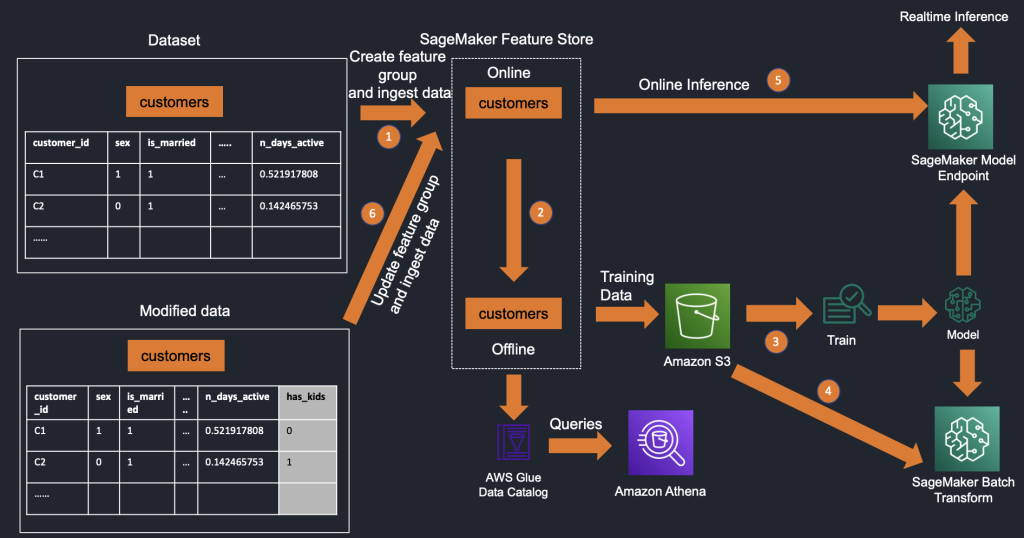 Dataset
customers
customer_id sex is_married ..... n_days_active
C1 1 1 ... 0.521917808
C2 0 1 ... 0.142465753
......
Modified data
customers
customer
_id sex is_marri
ed ...
.. n_days_active has_kids
C1 1 1 ... 0.521917808 0
C2 0 1 ... 0.142465753 1
......
Create feature
group
and ingest data
1
6
Update feature group
and ingest data
SageMaker Feature Store
Online
customers
2
customers
Offline
Online Inference
5
Realtime Inference
SageMaker Model
Endpoint
Training
Data
Amazon S3
3
Train
Model
4
SageMaker Batch
Transform
AWS Glue
Data Catalog
Queries
Amazon Athena